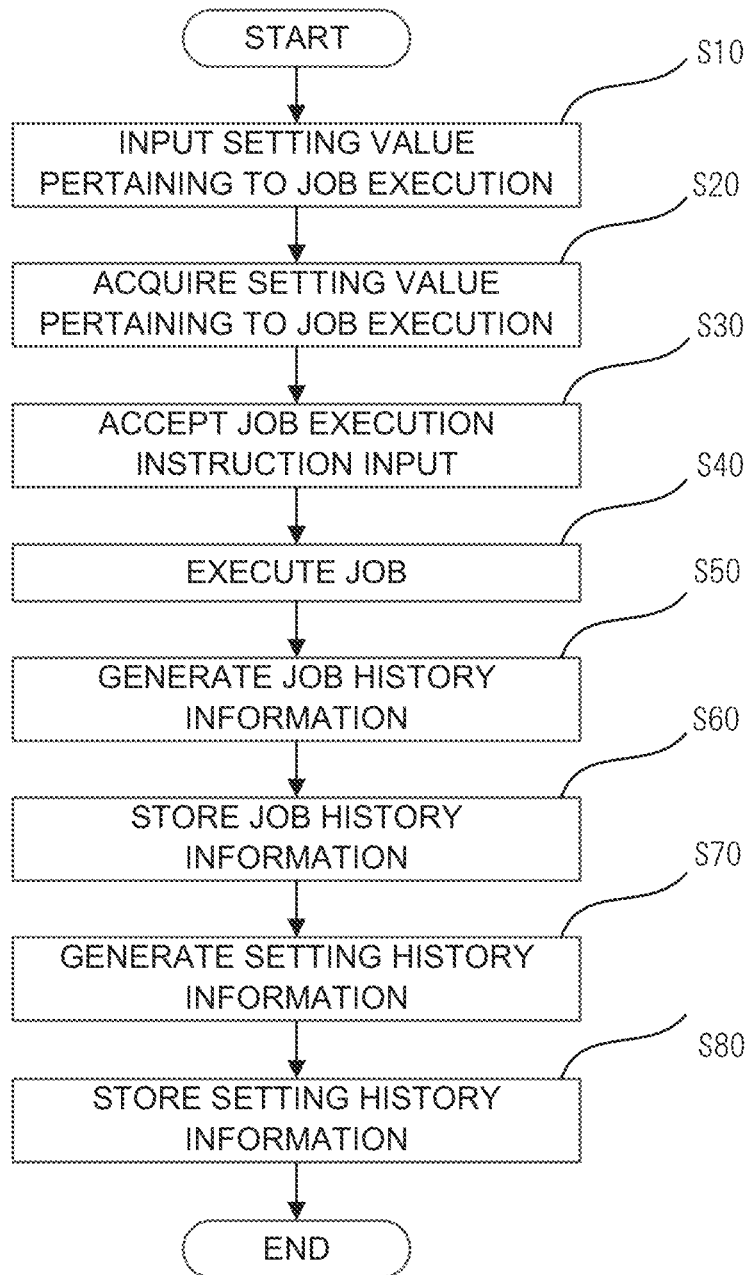 START
S10
INPUT SETTING VALUE
PERTAINING TO JOB EXECUTION
S20
ACQUIRE SETTING VALUE
PERTAINING TO JOB EXECUTION
S30
ACCEPT JOB EXECUTION
INSTRUCTION INPUT
S40
EXECUTE JOB
S50
GENERATE JOB HISTORY
INFORMATION
S60
STORE JOB HISTORY
INFORMATION
S70
GENERATE SETTING HISTORY
INFORMATION
S80
STORE SETTING HISTORY
INFORMATION
END